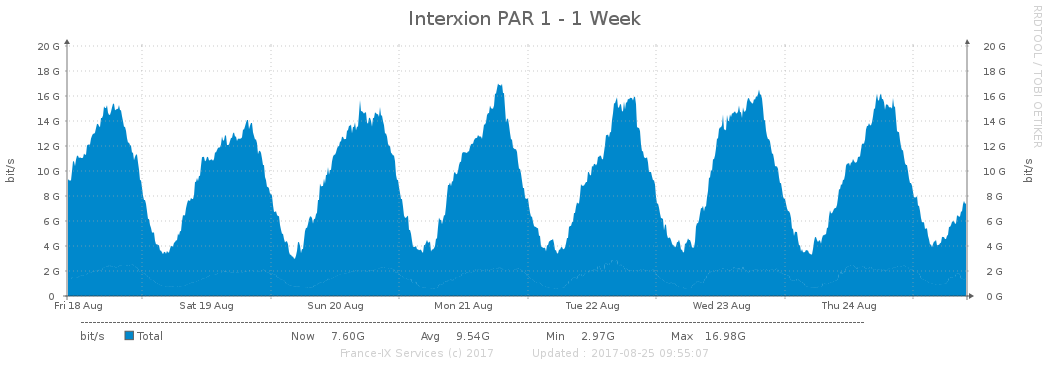 Interxion PAR 1 - 1 Week
RRDTOOL / TOBI OETIKER
20 G 20 G
18 G 18 G
16 G 16 G
14 G 14 G
12 G 12 G
10 G 10 G
8 G 8 G
6 G 6 G
4 G 4 G
2 G 2 G
0 0 G
bit/s bit/s
Fri 18 Aug Sat 19 Aug Sun 20 Aug Mon 21 Aug Tue 22 Aug Wed 23 Aug Thu 24 Aug
bit/s Total Now 7.60G Avg 9.54G Min 2.97G Max 16.98G
France-IX Services (c) 2017 Updated : 2017-08-25 09:55:07